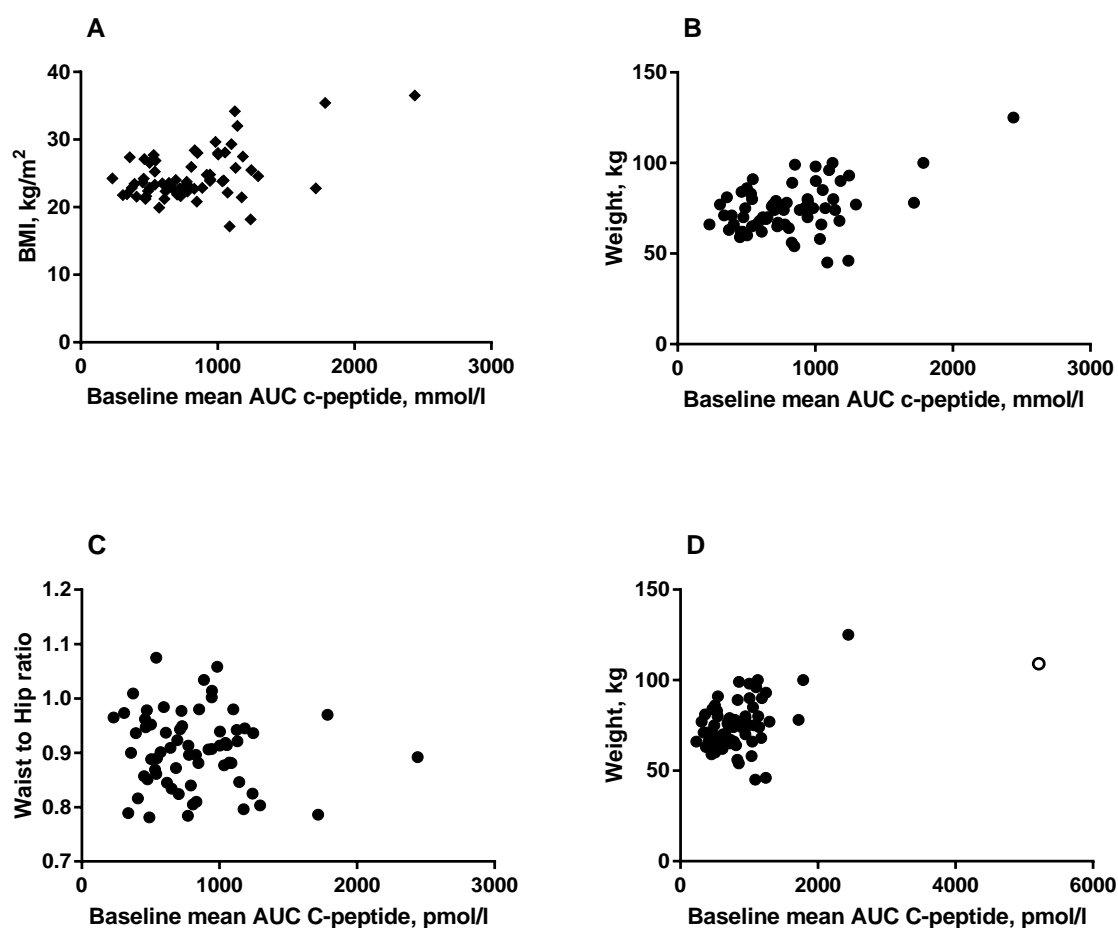 A
40
30
20
10
0
BMI, kg/m²
0 1000 2000 3000
Baseline mean AUC c-peptide, mmol/l
B
150
100
50
0
Weight, kg
0 1000 2000 3000
Baseline mean AUC c-peptide, mmol/l
C
1.2
1.1
1.0
0.9
0.8
0.7
Waist to Hip ratio
0 1000 2000 3000
Baseline mean AUC C-peptide, pmol/l
D
150
100
50
0
Weight, kg
0 2000 4000 6000
Baseline mean AUC C-peptide, pmol/l